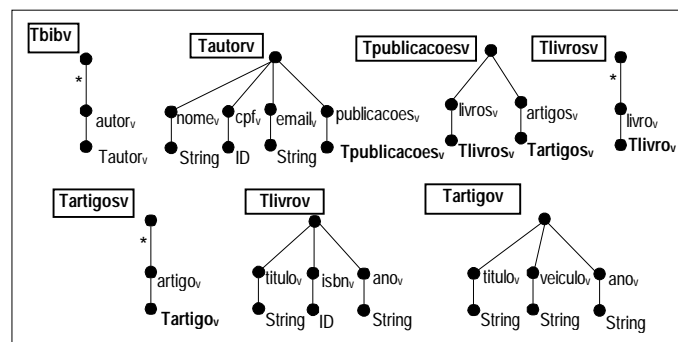 Tbibv
Tautorv
Tpublicacoesv
Tlivrosv
*
*
autorv
nomev
cpfv
emailv
publicacoesv
livrosv
artigosv
livrov
Tautorv
String
ID
String
Tpublicacoesv
Tlivrosv
Tartigosv
Tlivrov
Tartigosv
Tlivrov
Tartigov
*
artigov
titulov
isbnv
anov
titulov
veiculov
anov
Tartigov
String
ID
String
String
String
String